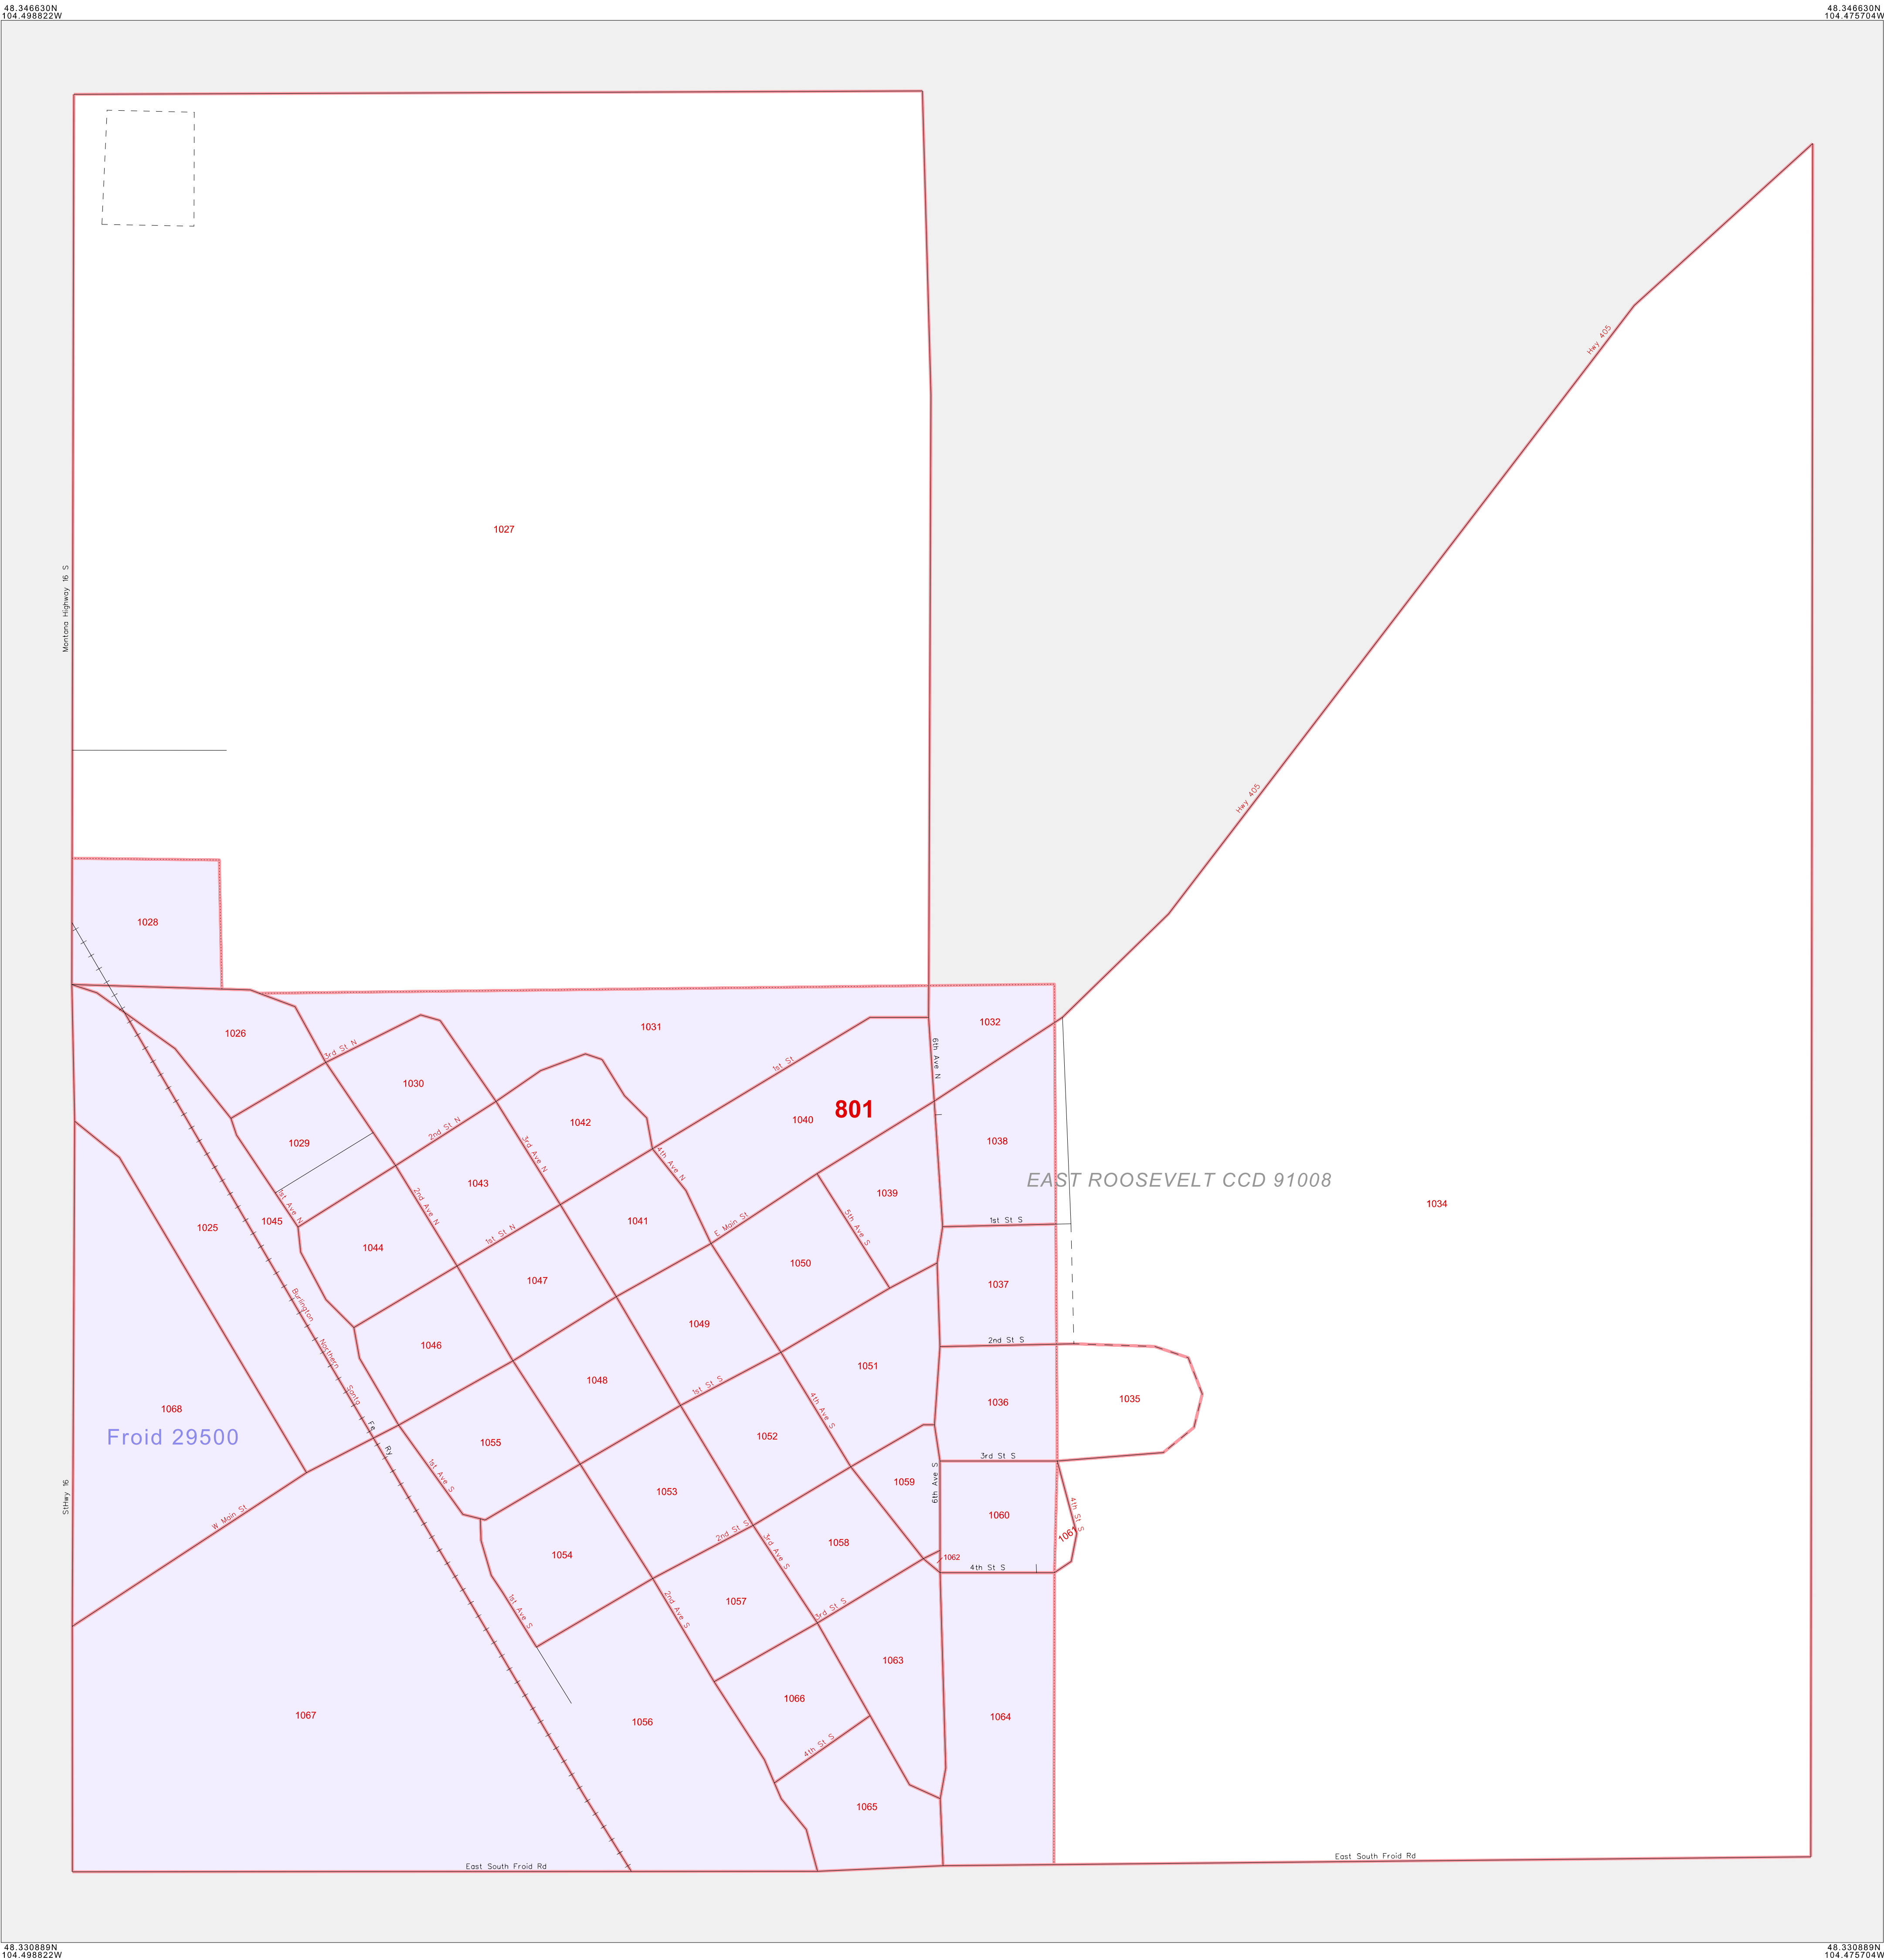 48.346630N
104.498822W
48.346630N
104.475704W
Hwy 405
1027
Montana Highway 16 S
Hwy 405
1028
1026
1031
1032
3rd St N
6th Ave N
1st St
1030
1029
2nd St N
1042
1040
801
1038
3rd Ave N
4th Ave N
EAST ROOSEVELT CCD 91008
1043
1039
1034
1st Ave N
2nd Ave N
1025
1045
1044
1st St N
1041
E Main St
5th Ave S
1st St S
1047
1050
1037
Burlington Northern Santa Fe Ry
1046
1049
2nd St S
1048
1st St S
1051
1036
1035
1068
Froid 29500
4th Ave S
1055
1052
3rd St S
1st Ave S
1053
1059
6th Ave S
StHwy 16
W Main St
1060
4th St S
1061
1054
2nd St S
3rd Ave S
1058
1062
4th St S
1st Ave S
2nd Ave S
1057
3rd St S
1063
1067
1056
1066
1064
4th St S
1065
East South Froid Rd
East South Froid Rd
48.330889N
104.498822W
48.330889N
104.475704W